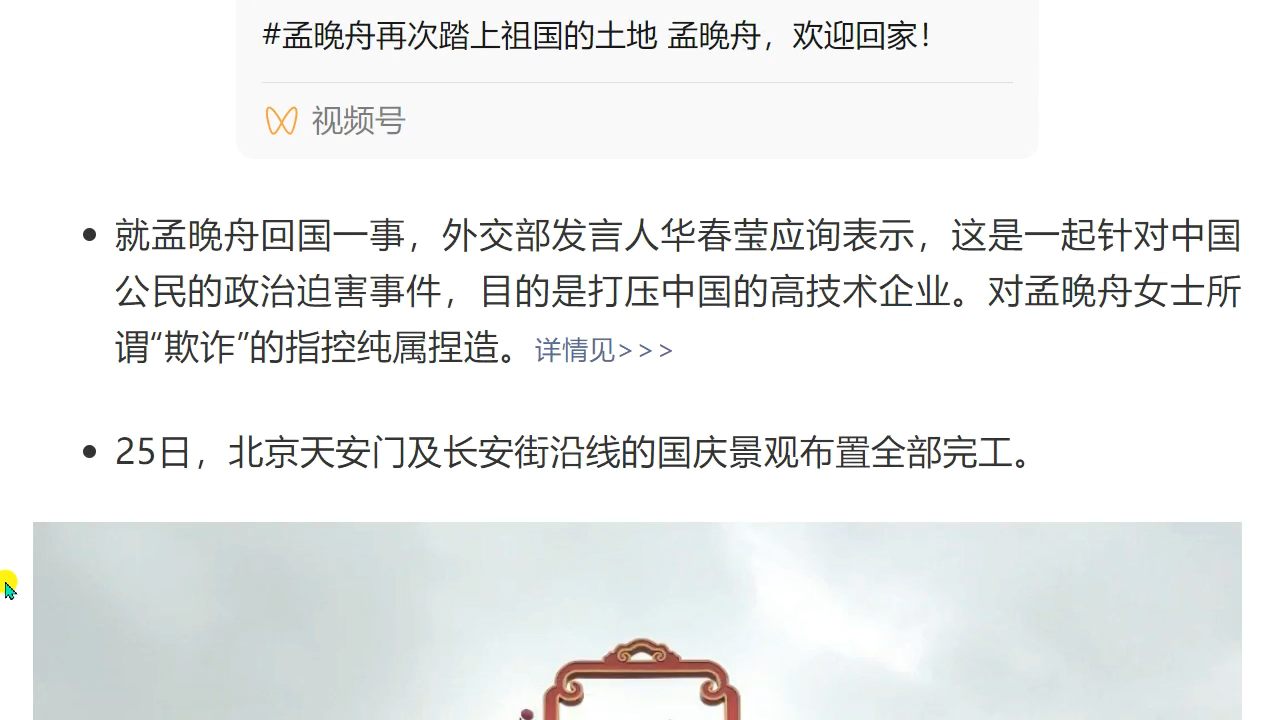 #孟晚舟再次踏上祖国的土地 孟晚舟，欢迎回家！
视频号
就孟晚舟回国一事，外交部发言人华春莹应询表示，这是一起针对中国
公民的政治迫害事件，目的是打压中国的高技术企业。对孟晚舟女士所
谓“欺诈”的指控纯属捏造。详情见>>>
25日，北京天安门及长安街沿线的国庆景观布置全部完工。